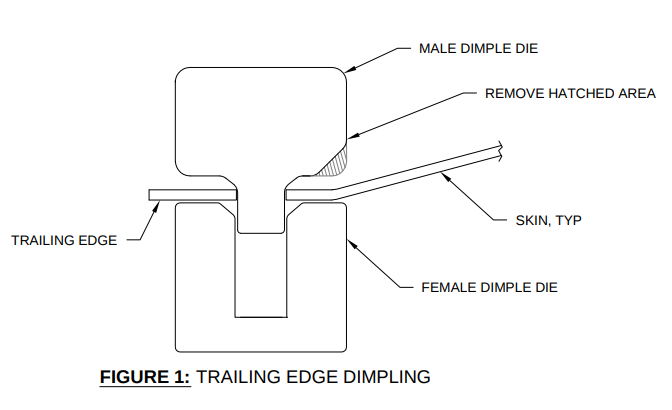 MALE DIMPLE DIE
REMOVE HATCHED AREA
SKIN, TYP
TRAILING EDGE
FEMALE DIMPLE DIE
FIGURE 1: TRAILING EDGE DIMPLING